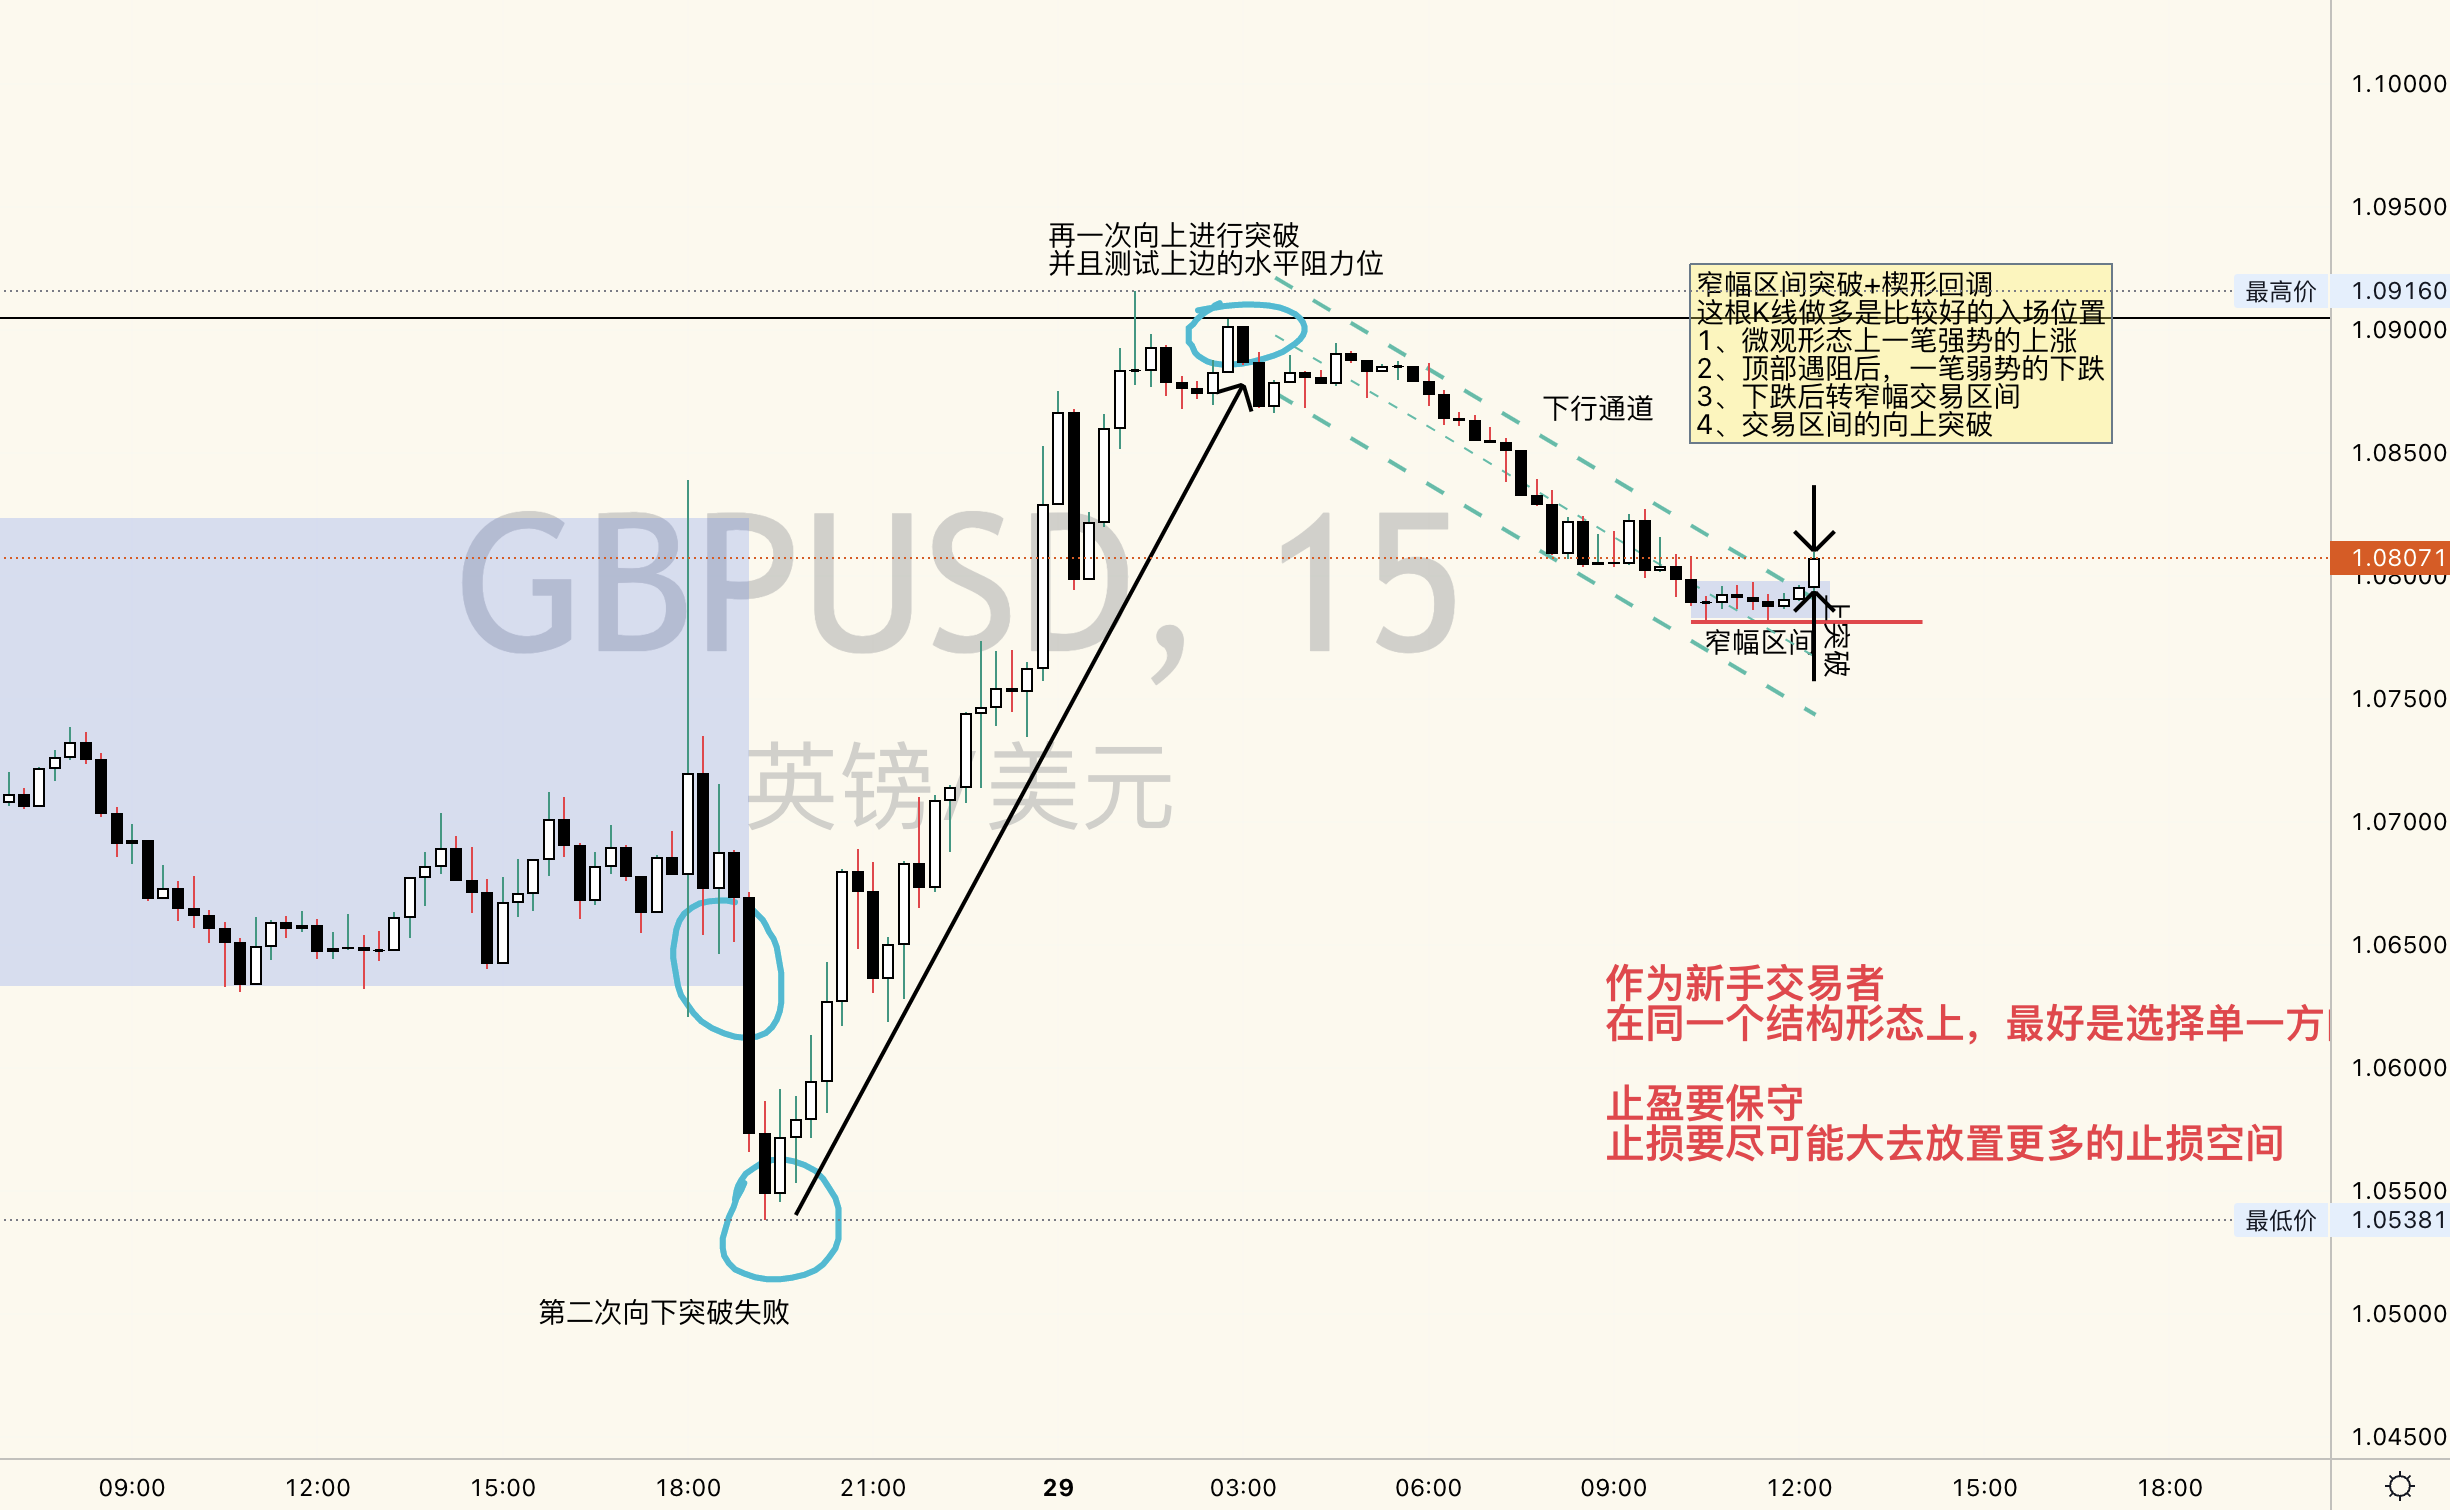 再一次向上进行突破
并且测试上边的水平阻力位
窄幅区间突破+楔形回调
这根K线做多是比较好的入场位置
1、微观形态上一笔强势的上涨
2、顶部遇阻后，一笔弱势的下跌
3、下跌后转窄幅交易区间
4、交易区间的向上突破
下行通道
GBPUSD, 15
英镑/美元
窄幅区间
上突破
作为新手交易者
在同一个结构形态上，最好是选择单一方
止盈要保守
止损要尽可能大去放置更多的止损空间
第二次向下突破失败
1.10000
1.09500
最高价 1.09160
1.09000
1.08500
1.08071
1.08000
1.07500
1.07000
1.06500
1.06000
1.05500
最低价 1.05381
1.05000
1.04500
09:00 12:00 15:00 18:00 21:00 29 03:00 06:00 09:00 12:00 15:00 18:00